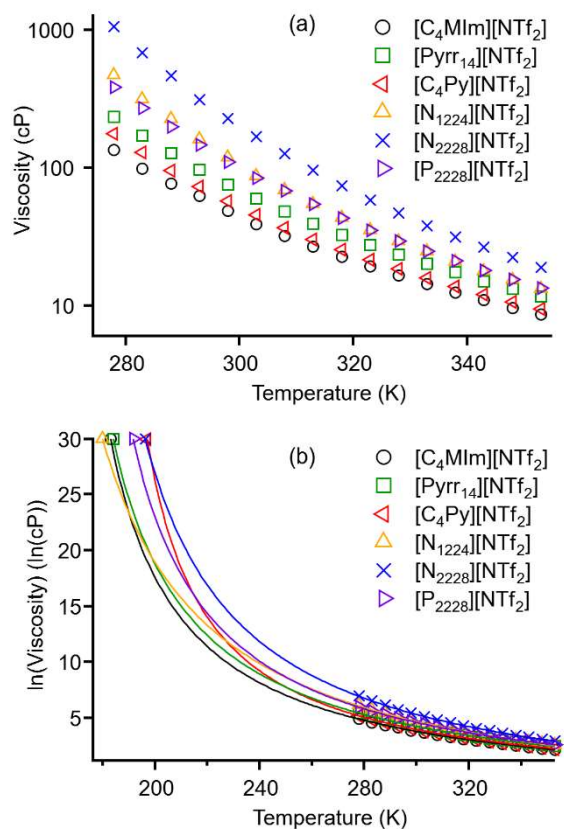 (a)
1000
100
10
Viscosity (cP)
[C₄MIm][NTf₂]
[Pyrr₁₄][NTf₂]
[C₄Py][NTf₂]
[N₁₂₂₄][NTf₂]
[N₂₂₂₈][NTf₂]
[P₂₂₂₈][NTf₂]
280 300 320 340
Temperature (K)
(b)
30
25
20
15
10
5
ln(Viscosity) (ln(cP))
[C₄MIm][NTf₂]
[Pyrr₁₄][NTf₂]
[C₄Py][NTf₂]
[N₁₂₂₄][NTf₂]
[N₂₂₂₈][NTf₂]
[P₂₂₂₈][NTf₂]
200 240 280 320
Temperature (K)